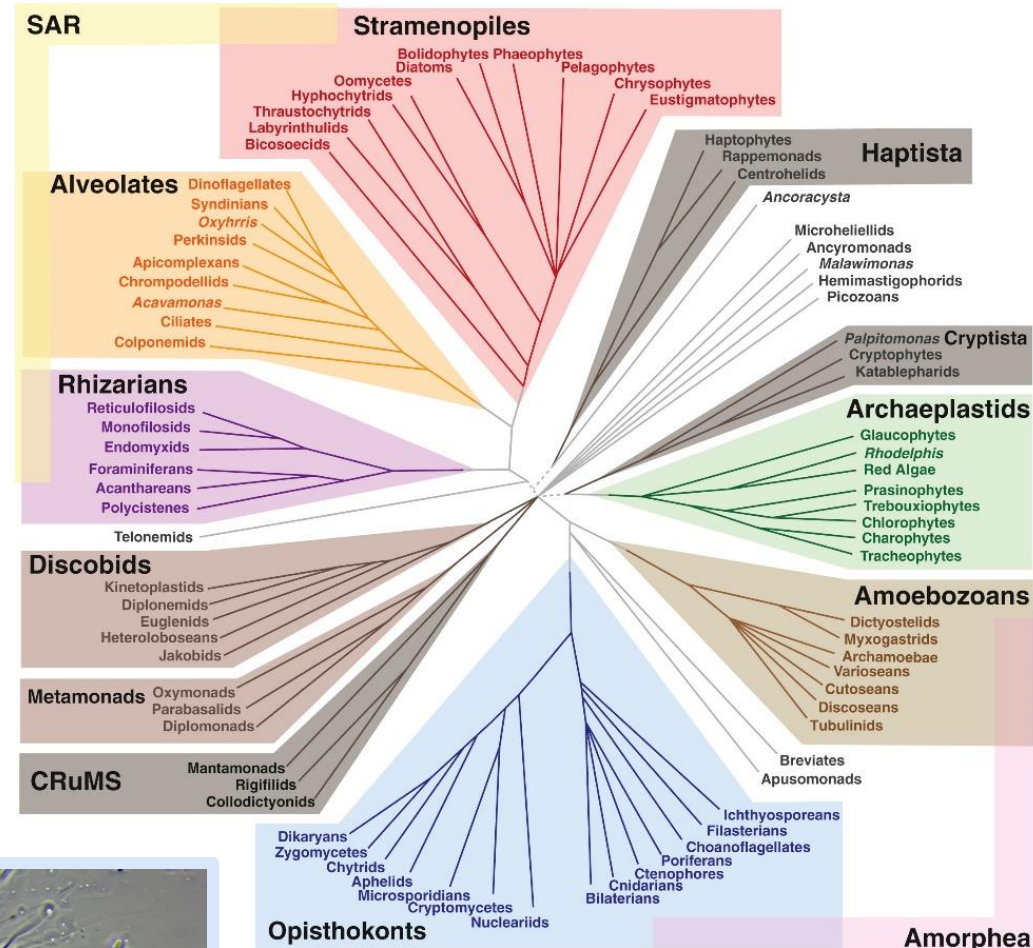 SAR
Stramenopiles
Bolidophytes
Phaeophytes
Diatoms
Pelagophytes
Oomycetes
Chrysophytes
Hyphochytrids
Eustigmatophytes
Thraustochytrids
Labyrinthulids
Bicosoecids
Haptista
Haptophytes
Rappemonads
Centrohelids
Ancoracysta
Alveolates
Dinoflagellates
Syndinians
Oxyhrris
Perkinsids
Apicomplexans
Chrompodellids
Acavamonas
Ciliates
Colponemids
Microheliellids
Ancyromonads
Malawimonas
Hemimastigophorids
Picozoans
Palpitomonas
Cryptista
Cryptophytes
Katablepharids
Rhizarians
Reticulofilosids
Monofilosids
Endomyxids
Foraminiferans
Acanthareans
Polycistenes
Telonemids
Archaeplastids
Glaucophytes
Rhodelphis
Red Algae
Prasinophytes
Trebouxiophytes
Chlorophytes
Charophytes
Tracheophytes
Discobids
Kinetoplastids
Diplonemids
Euglenids
Heteroloboseans
Jakobids
Amoebozoans
Dictyostelids
Myxogastrids
Archamoebae
Varioseans
Cutoseans
Discoseans
Tubulinids
Metamonads
Oxymonads
Parabasalids
Diplomonads
Breviates
Apusomonads
CRuMS
Mantamonads
Rigifilids
Collodictyonids
Dikaryans
Zygomycetes
Chytrids
Aphelids
Microsporidians
Cryptomycetes
Nucleariids
Ichthyosporeans
Filasterians
Choanoflagellates
Poriferans
Ctenophores
Cnidarians
Bilaterians
Opisthokonts
Amorphea